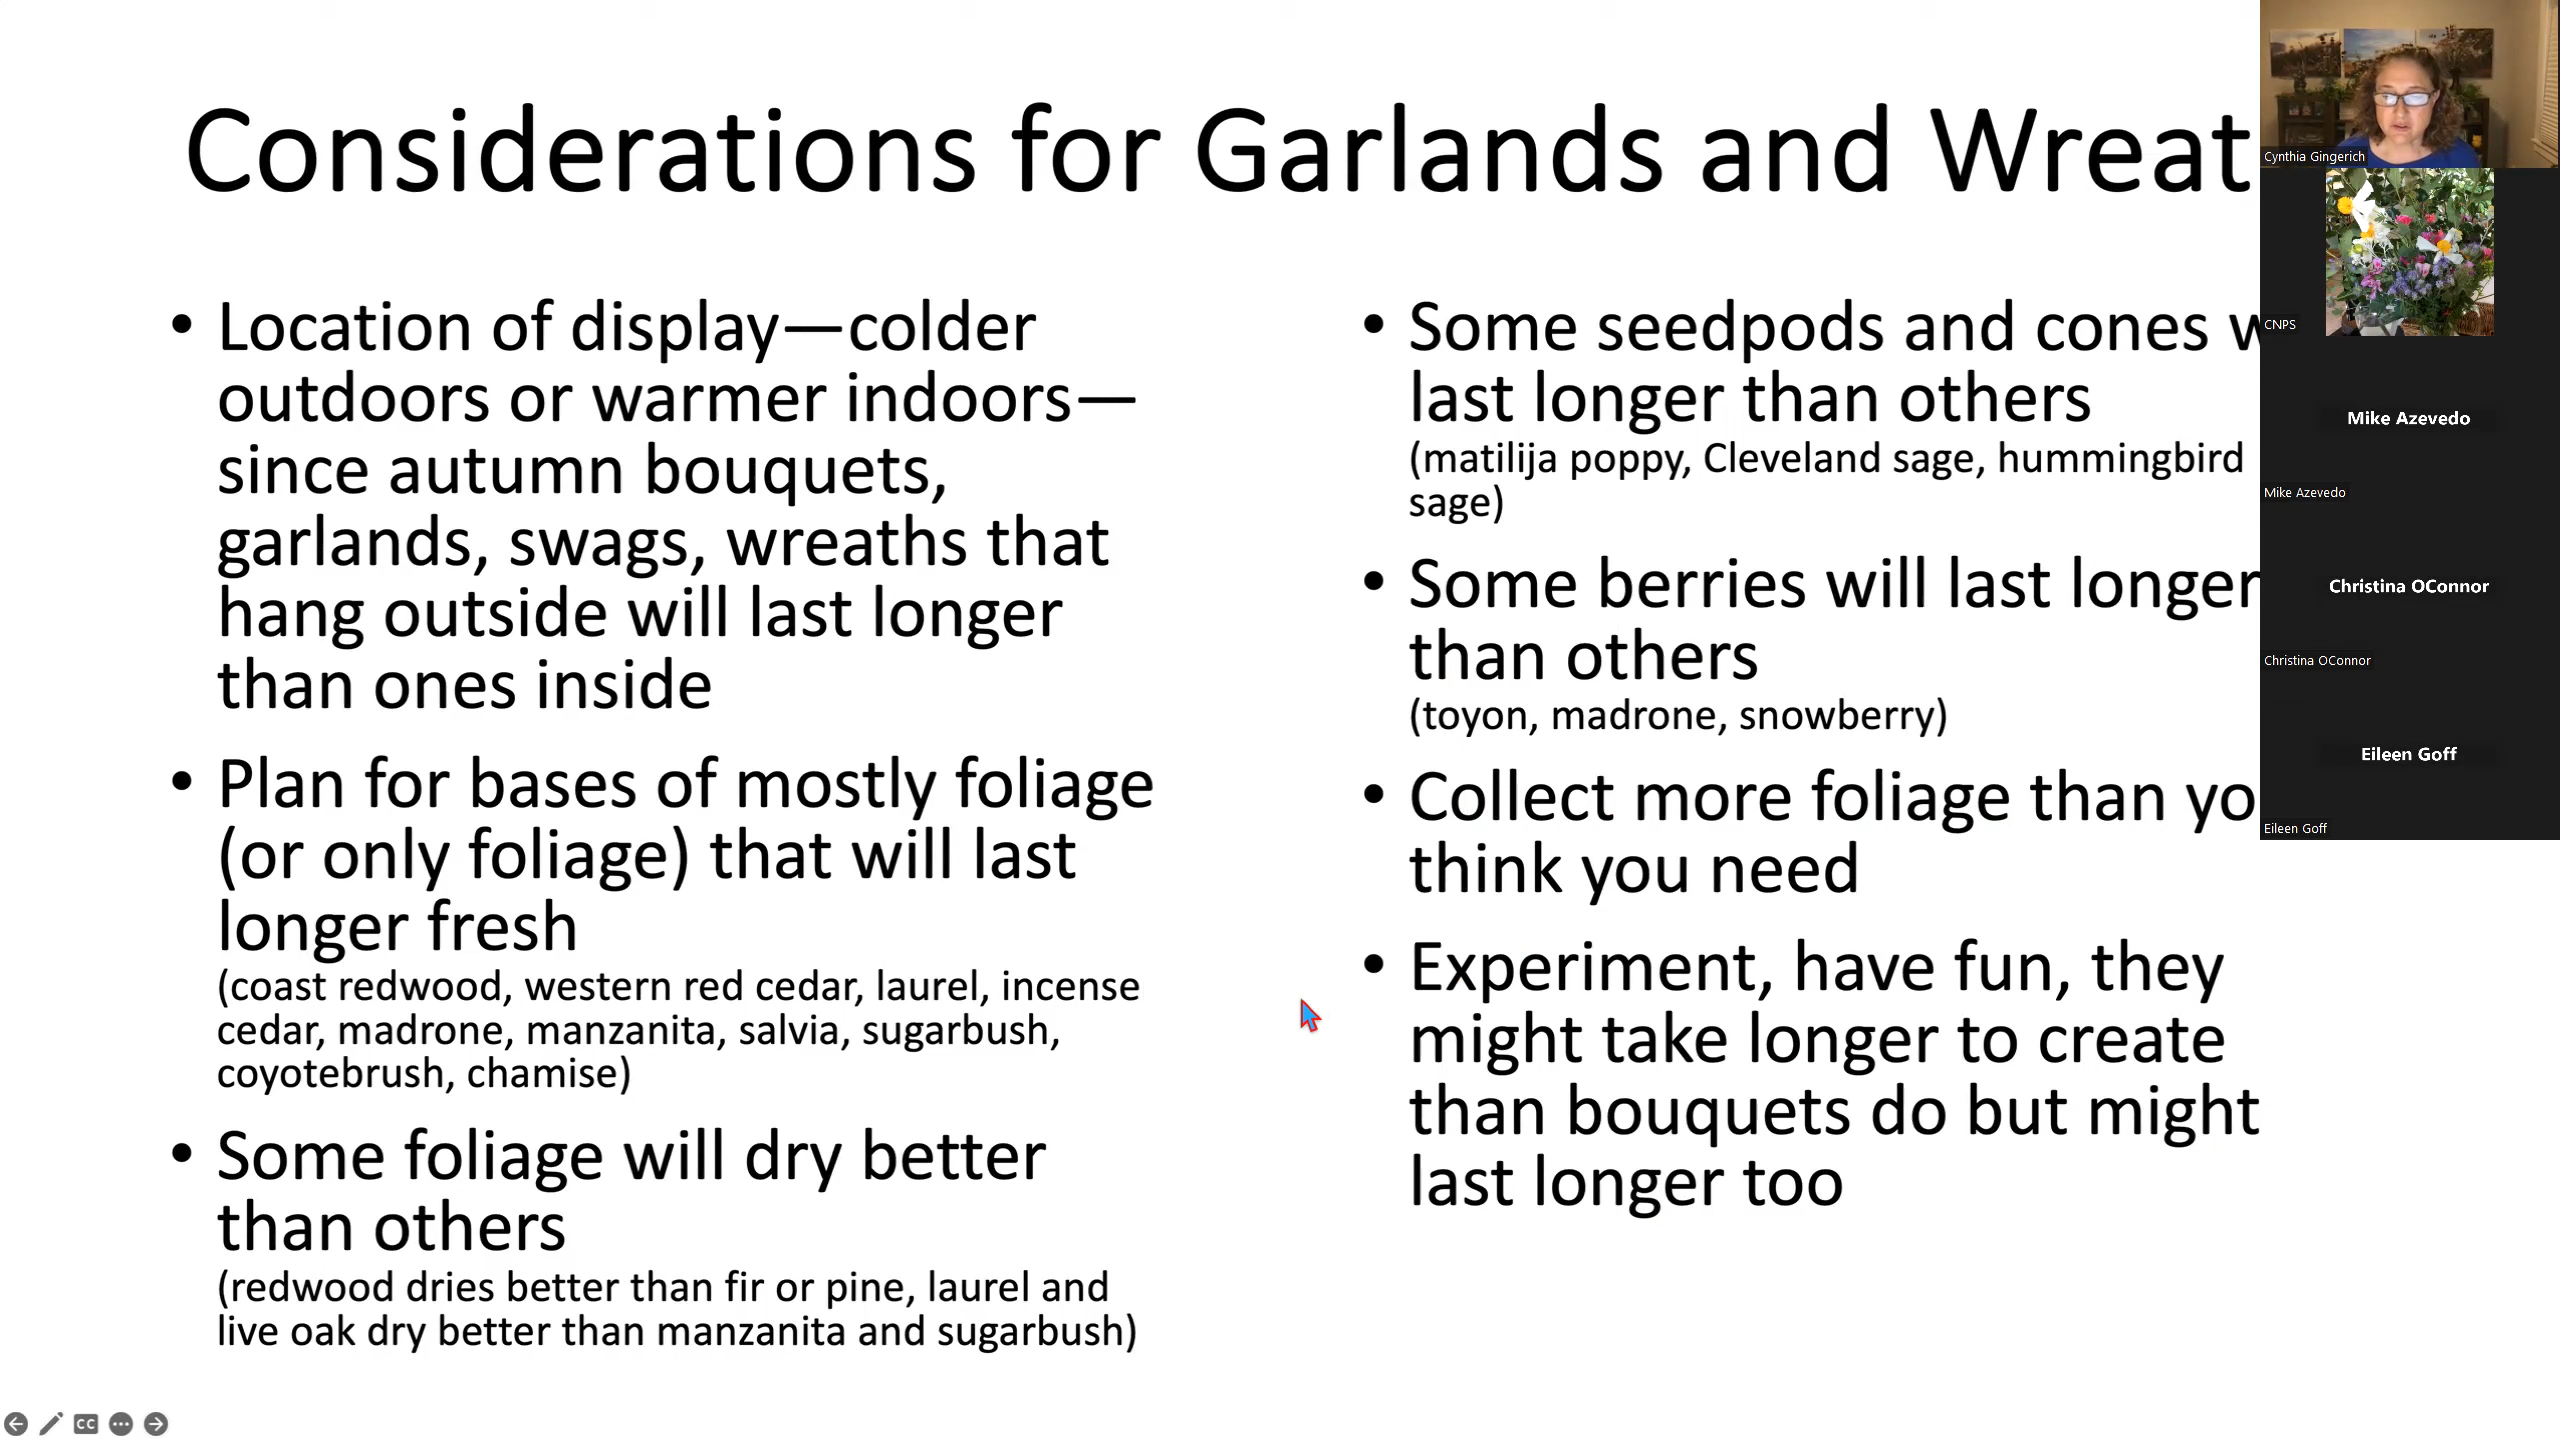 Considerations for Garlands and Wreat
• Location of display—colder
outdoors or warmer indoors—
since autumn bouquets,
garlands, swags, wreaths that
hang outside will last longer
than ones inside
• Plan for bases of mostly foliage
(or only foliage) that will last
longer fresh
(coast redwood, western red cedar, laurel, incense
cedar, madrone, manzanita, salvia, sugarbush,
coyotebrush, chamise)
• Some foliage will dry better
than others
(redwood dries better than fir or pine, laurel and
live oak dry better than manzanita and sugarbush)
• Some seedpods and cones w
last longer than others
(matilija poppy, Cleveland sage, hummingbird
sage)
• Some berries will last longer
than others
(toyon, madrone, snowberry)
• Collect more foliage than yo
think you need
• Experiment, have fun, they
might take longer to create
than bouquets do but might
last longer too
Cynthia Gingerich
CNPS
Mike Azevedo
Mike Azevedo
Christina OConnor
Christina OConnor
Eileen Goff
Eileen Goff
CC